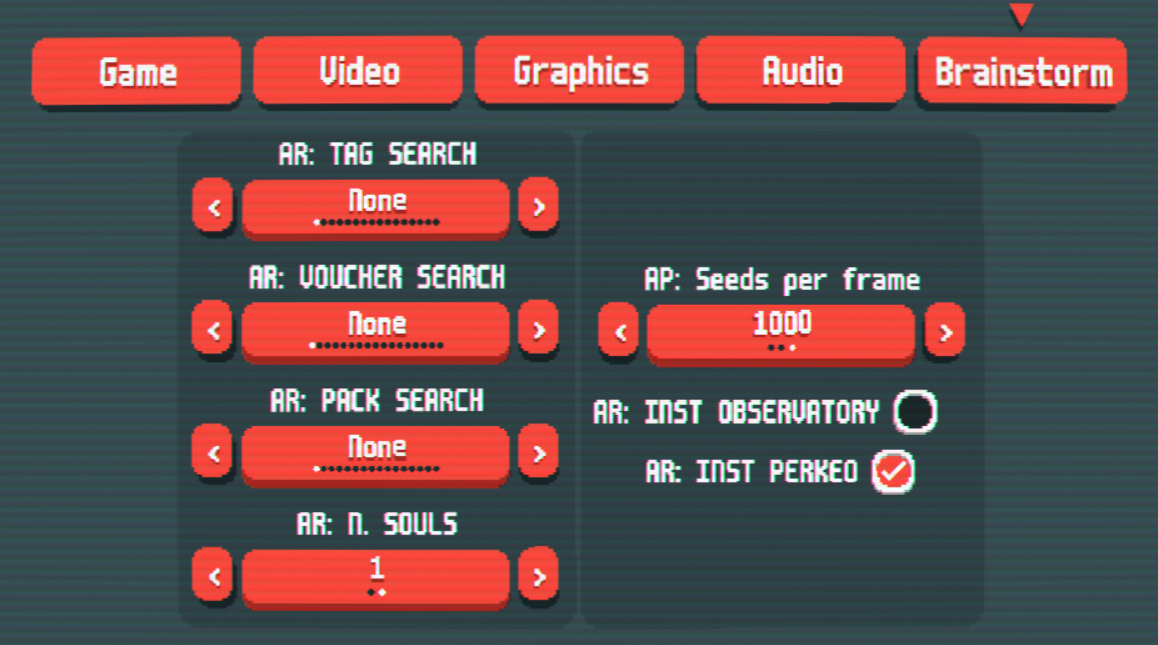 Game
Video
Graphics
Audio
Brainstorm
AR: TAG SEARCH
<
None
>
AR: VOUCHER SEARCH
<
None
>
AR: PACK SEARCH
<
None
>
AR: N. SOULS
<
1
>
AP: Seeds per frame
<
1000
>
AR: INST OBSERVATORY
AR: INST PERKEO